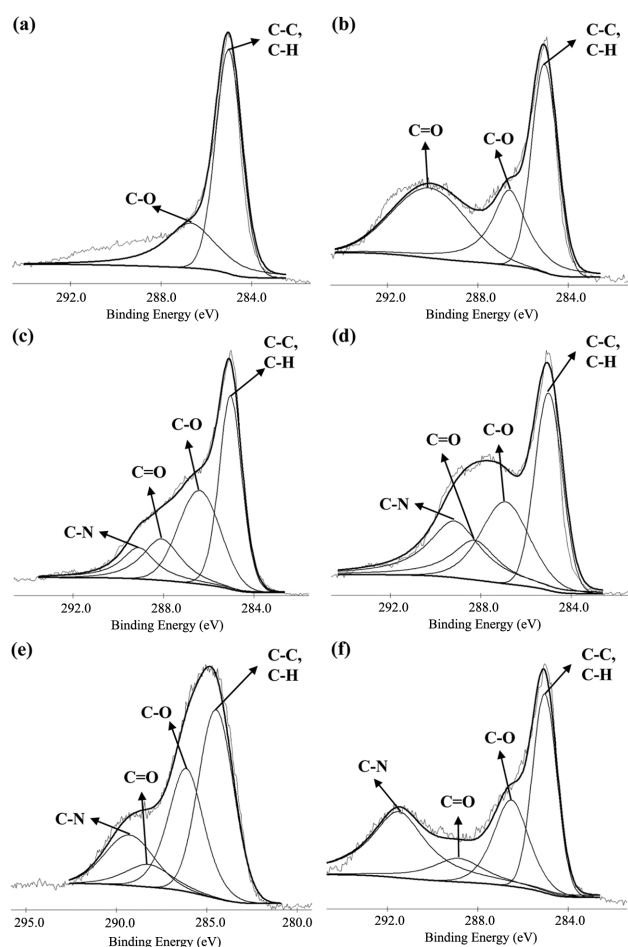 (a)
C-C,
C-H
C-O
292.0 288.0 284.0
Binding Energy (eV)
(b)
C-C,
C-H
C=O
C-O
292.0 288.0 284.0
Binding Energy (eV)
(c)
C-C,
C-H
C-O
C=O
C-N
292.0 288.0 284.0
Binding Energy (eV)
(d)
C-C,
C-H
C-O
C=O
C-N
292.0 288.0 284.0
Binding Energy (eV)
(e)
C-C,
C-H
C-O
C=O
C-N
295.0 290.0 285.0 280.0
Binding Energy (eV)
(f)
C-C,
C-H
C-O
C-N
C=O
292.0 288.0 284.0
Binding Energy (eV)